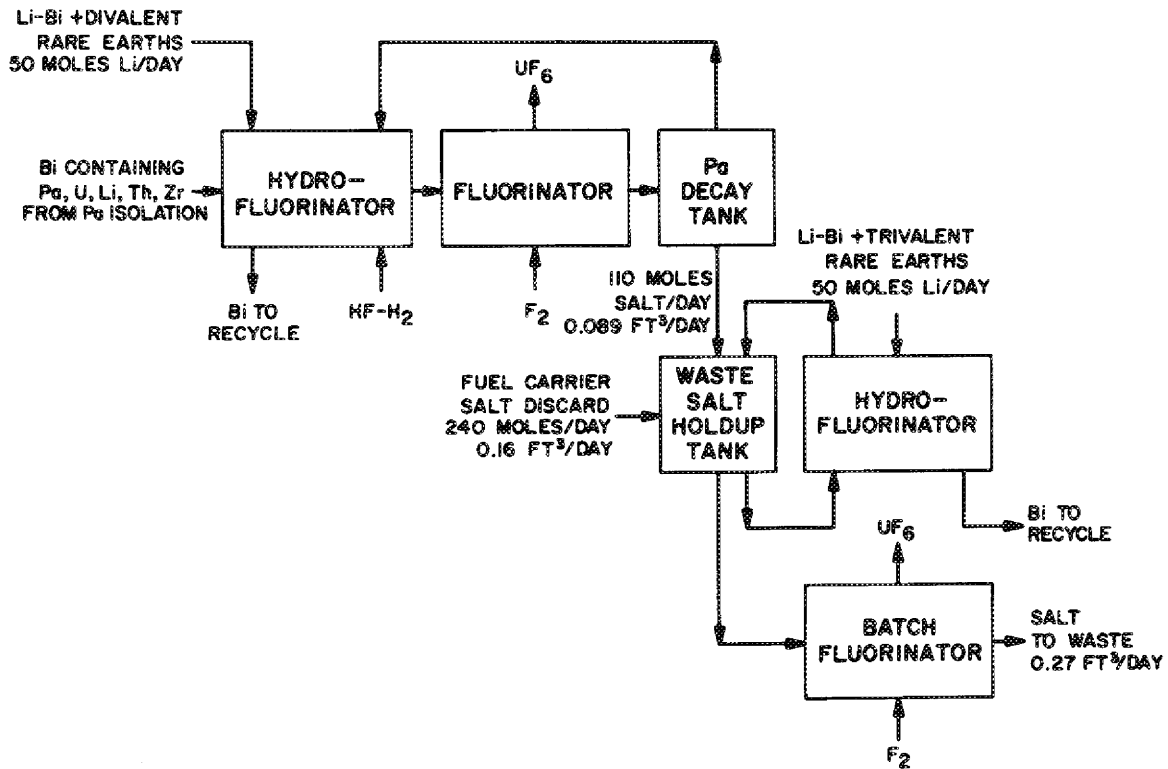 Li-Bi +DIVALENT
RARE EARTHS
50 MOLES Li/DAY
UF6
Bi CONTAINING
Pa, U, Li, Th, Zr
FROM Pa ISOLATION
HYDRO-
FLUORINATOR
FLUORINATOR
Pa
DECAY
TANK
Bi TO
RECYCLE
HF-H2
F2
110 MOLES
SALT/DAY
0.089 FT³/DAY
Li-Bi +TRIVALENT
RARE EARTHS
50 MOLES Li/DAY
FUEL CARRIER
SALT DISCARD
240 MOLES/DAY
0.16 FT³/DAY
WASTE
SALT
HOLDUP
TANK
HYDRO-
FLUORINATOR
Bi TO
RECYCLE
UF6
BATCH
FLUORINATOR
SALT
TO WASTE
0.27 FT³/DAY
F2